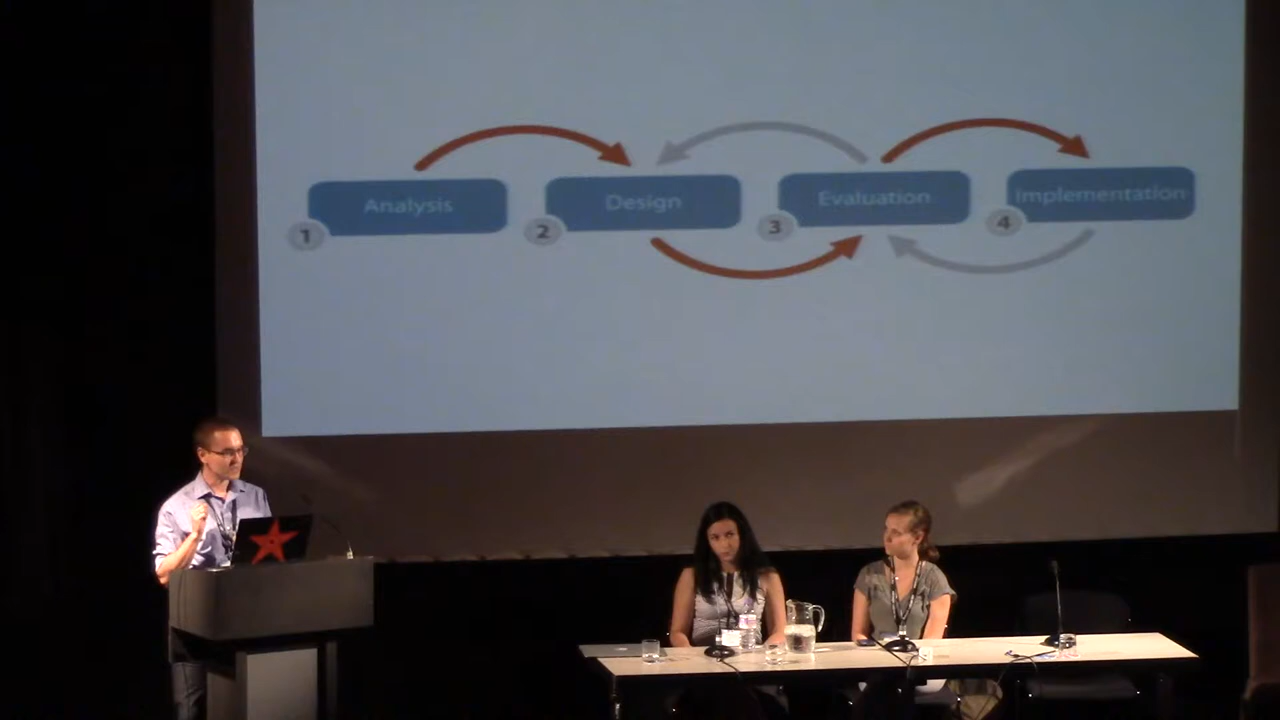 Analysis
1
Design
2
Evaluation
3
Implementation
4